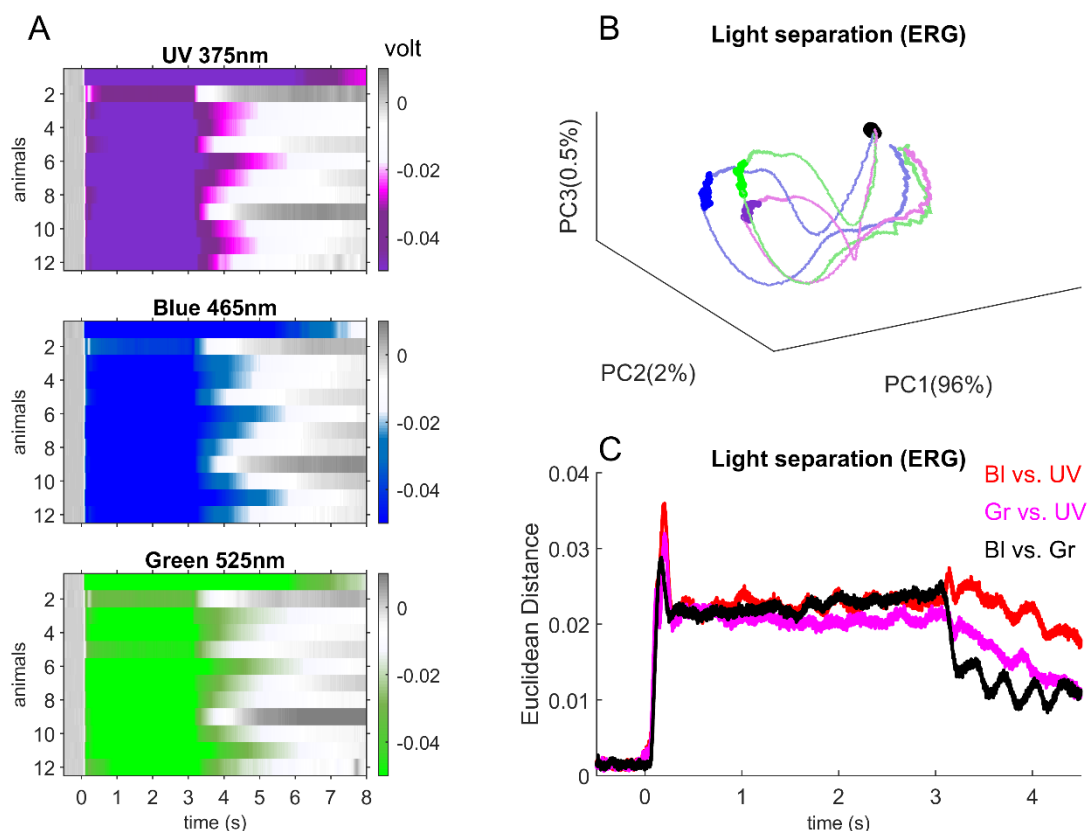 A
UV 375nm
volt
animals
2
4
6
8
10
12
0
-0.02
-0.04
Blue 465nm
animals
2
4
6
8
10
12
0
-0.02
-0.04
Green 525nm
animals
2
4
6
8
10
12
0
-0.02
-0.04
0 1 2 3 4 5 6 7 8
time (s)
B
Light separation (ERG)
PC3(0.5%)
PC2(2%)
PC1(96%)
C
Light separation (ERG)
Bl vs. UV
Gr vs. UV
Bl vs. Gr
Euclidean Distance
0.04
0.03
0.02
0.01
0
0 1 2 3 4
time (s)